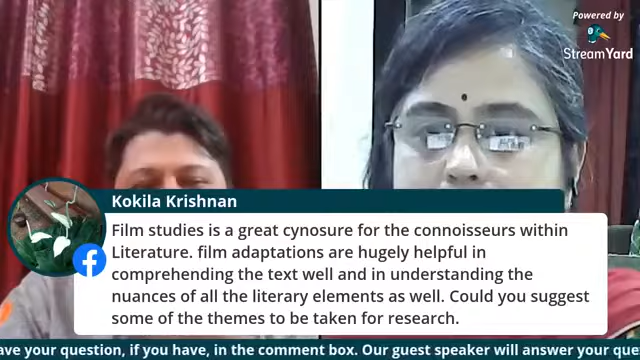 Powered by
StreamYard
Kokila Krishnan
Film studies is a great cynosure for the connoisseurs within
Literature. film adaptations are hugely helpful in
comprehending the text well and in understanding the
nuances of all the literary elements as well. Could you suggest
some of the themes to be taken for research.
ave your question, if you have, in the comment box. Our guest speaker will answer your que